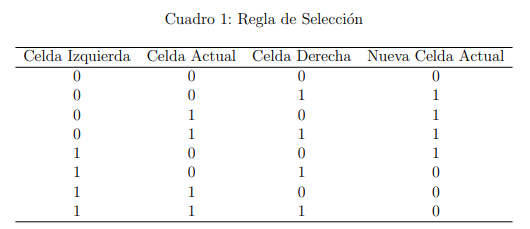 Cuadro 1: Regla de Selección
Celda Izquierda Celda Actual Celda Derecha Nueva Celda Actual
0 0 0 0
0 0 1 1
0 1 0 1
0 1 1 1
1 0 0 1
1 0 1 0
1 1 0 0
1 1 1 0